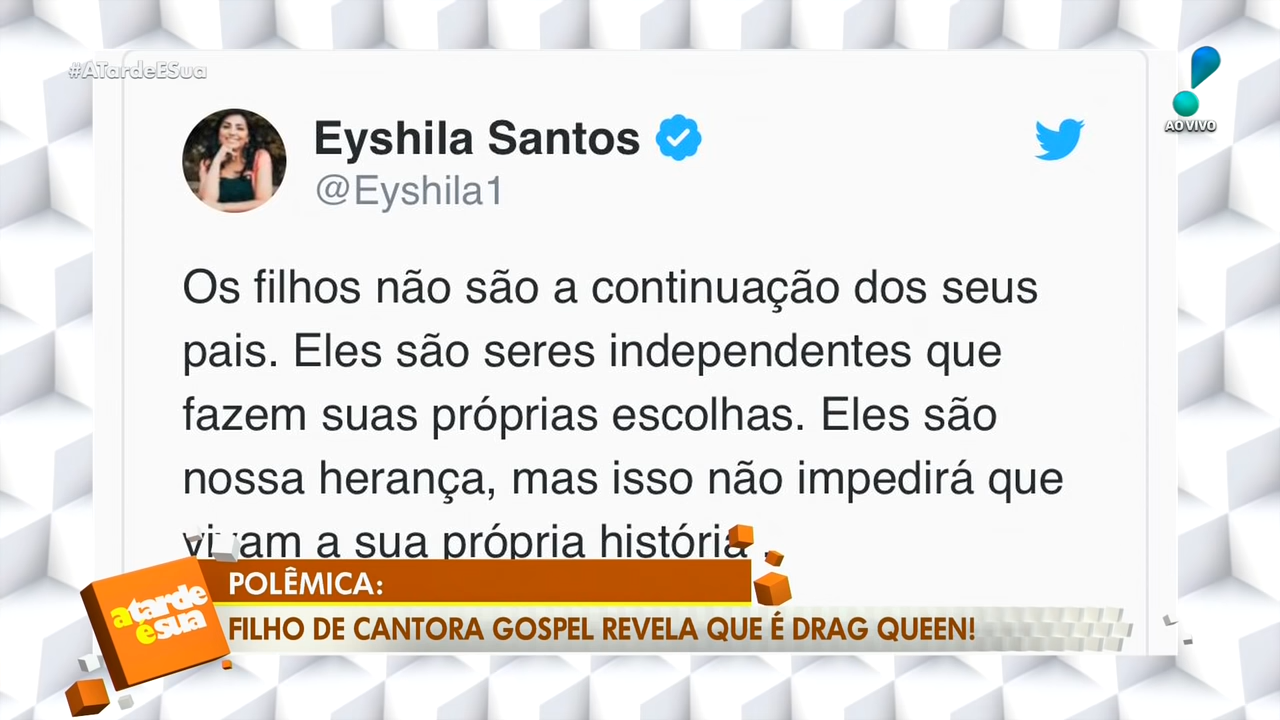 #ATardeESua
AO VIVO
Eyshila Santos
@Eyshila1
Os filhos não são a continuação dos seus
pais. Eles são seres independentes que
fazem suas próprias escolhas. Eles são
nossa herança, mas isso não impedirá que
vivam a sua própria história .
POLÊMICA:
a tarde
é sua
FILHO DE CANTORA GOSPEL REVELA QUE É DRAG QUEEN!